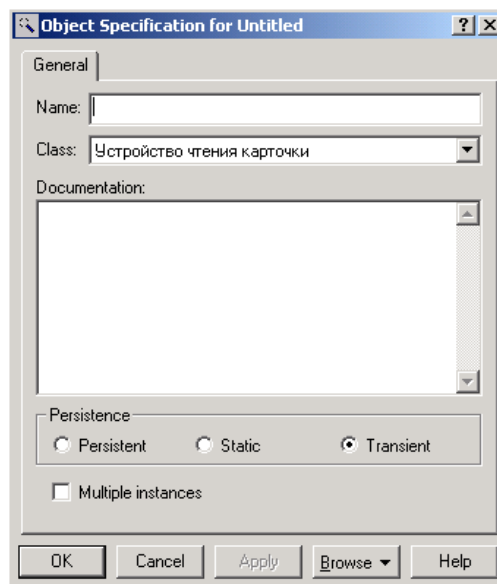 Object Specification for Untitled
General
Name:
Class: Устройство чтения карточки
Documentation:
Persistence
Persistent Static Transient
Multiple instances
OK Cancel Apply Browse Help